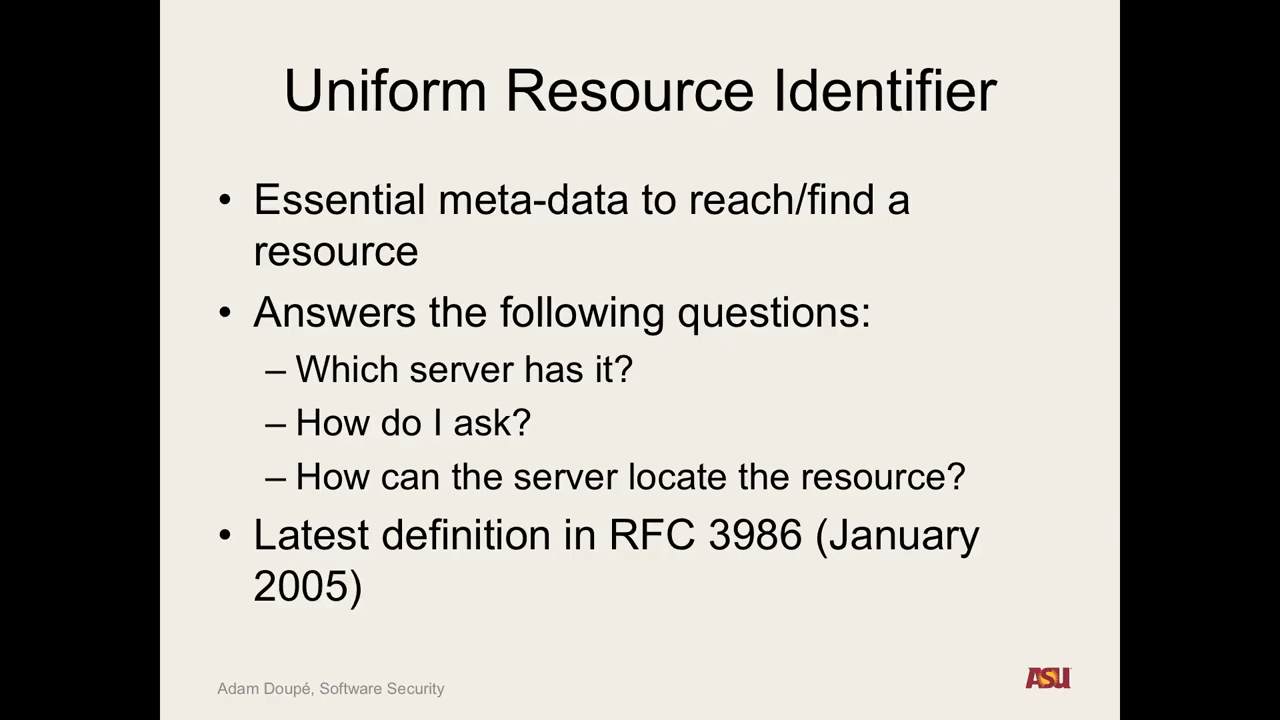 Uniform Resource Identifier
• Essential meta-data to reach/find a
resource
• Answers the following questions:
– Which server has it?
– How do I ask?
– How can the server locate the resource?
• Latest definition in RFC 3986 (January
2005)
Adam Doupé, Software Security
ASU